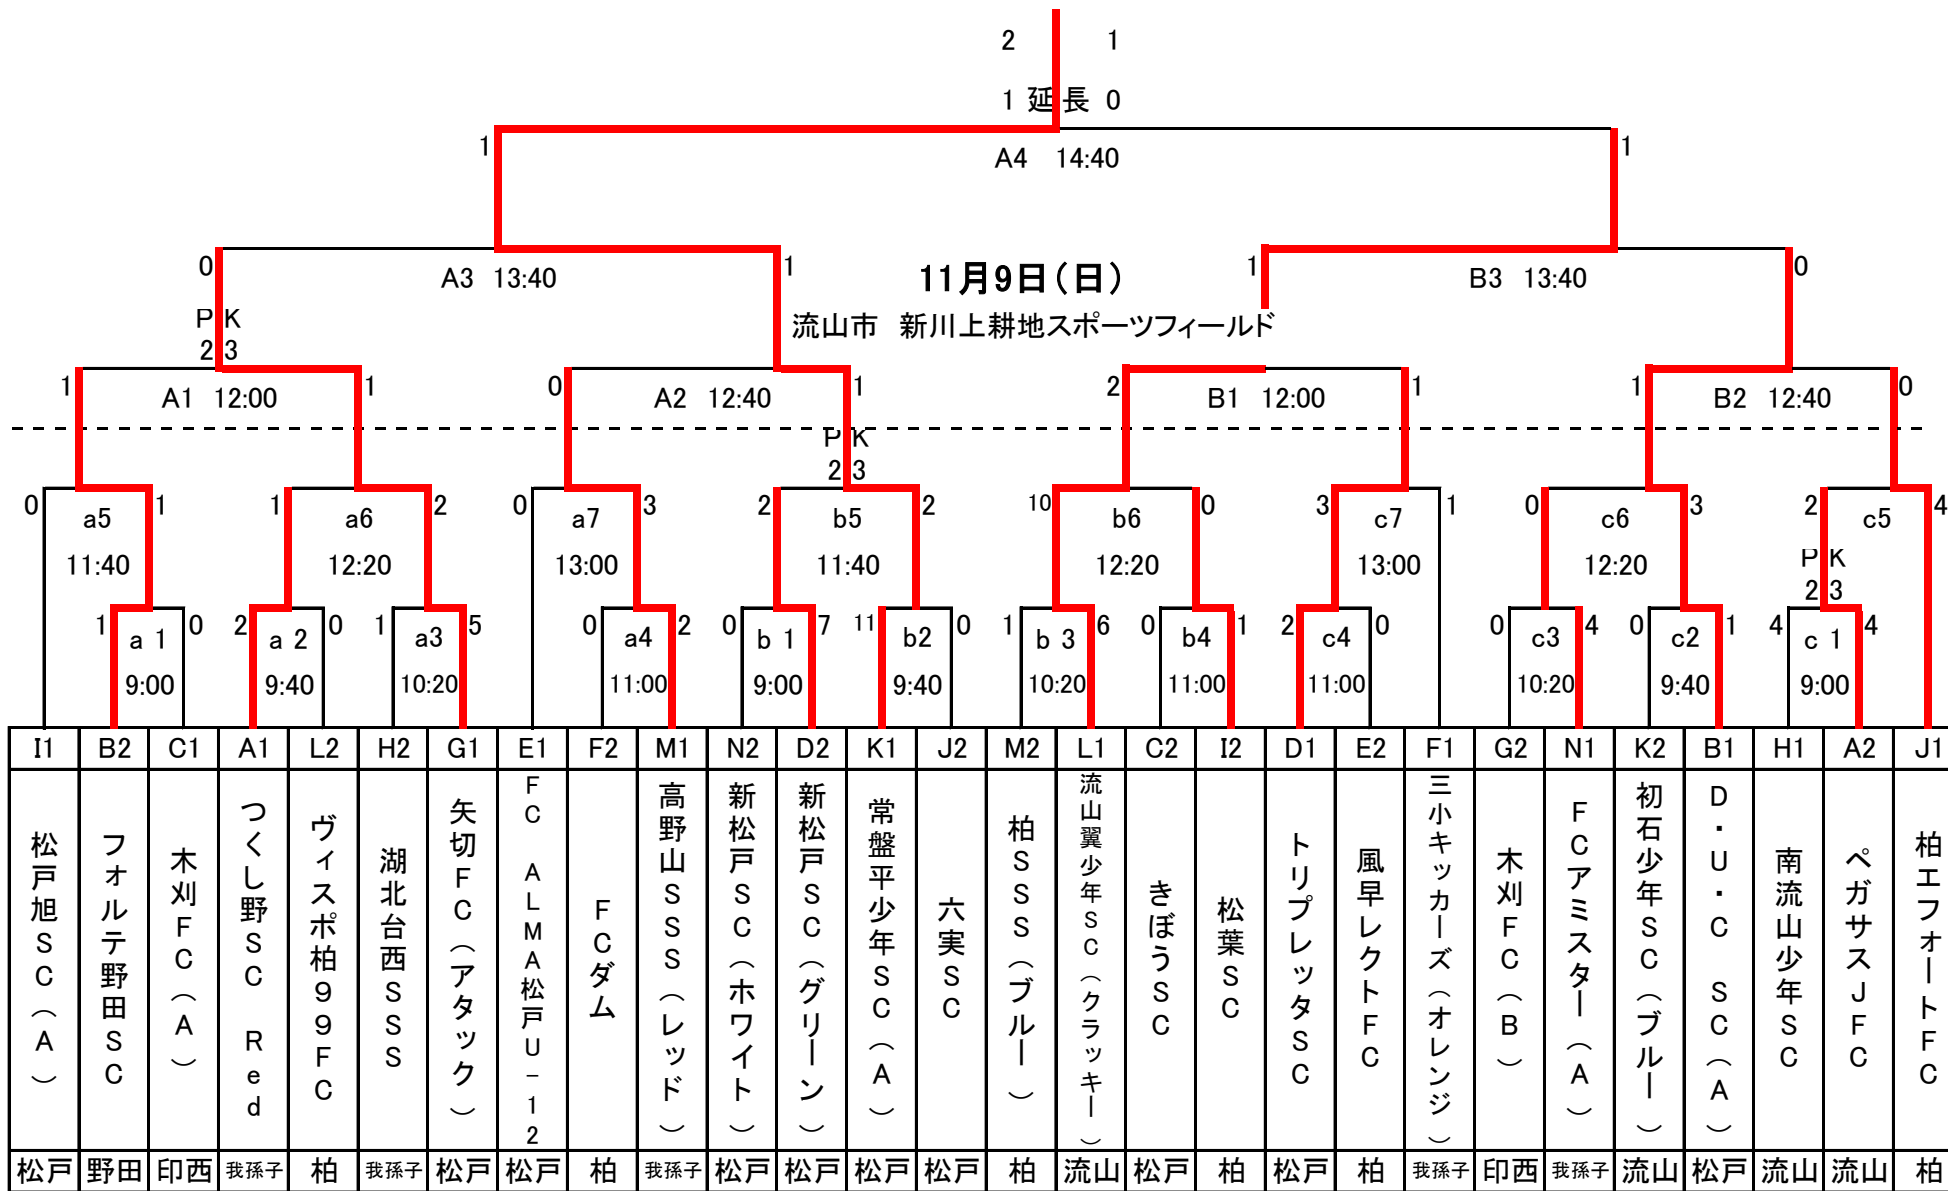 2 1
1 延長 0
1 A4 14:40 1
0 A3 13:40 1 11月9日（日） 1 B3 13:40 0
流山市 新川上耕地スポーツフィールド
PK
2 3
1 A1 12:00 1 0 A2 12:40 1 2 B1 12:00 1 1 B2 12:40 0
PK
2 3
0 a5 1 1 a6 2 0 a7 3 2 b5 2 10 b6 0 3 c7 1 0 c6 3 2 c5 4
11:40 12:20 13:00 11:40 12:20 13:00 12:20
PK
2 3
1 a 1 0 2 a 2 0 1 a3 5 0 a4 2 0 b 1 7 11 b2 0 1 b 3 6 0 b4 1 2 c4 0 0 c3 4 0 c2 1 4 c 1 4
9:00 9:40 10:20 11:00 9:00 9:40 10:20 11:00 11:00 10:20 9:40 9:00
I1 B2 C1 A1 L2 H2 G1 E1 F2 M1 N2 D2 K1 J2 M2 L1 C2 I2 D1 E2 F1 G2 N1 K2 B1 H1 A2 J1
松戸旭SC（A）
フォルテ野田SC
木刈FC（A）
つくし野SC Red
ヴィスポ柏99FC
湖北台西SSS
矢切FC（アタック）
FC ALMA松戸U-12
FCダム
高野山SSS（レッド）
新松戸SC（ホワイト）
新松戸SC（グリーン）
常盤平少年SC（A）
六実SC
柏SSS（ブルー）
流山翼少年SC（クラッキー）
きぼうSC
松葉SC
トリプレッタSC
風早レクトFC
三小キッカーズ（オレンジ）
木刈FC（B）
FCアミスター（A）
初石少年SC（ブルー）
D・U・C SC（A）
南流山少年SC
ペガサスJFC
柏エフォートFC
松戸 野田 印西 我孫子 柏 我孫子 松戸 松戸 柏 我孫子 松戸 松戸 松戸 松戸 柏 流山 松戸 柏 松戸 柏 我孫子 印西 我孫子 流山 松戸 流山 流山 柏